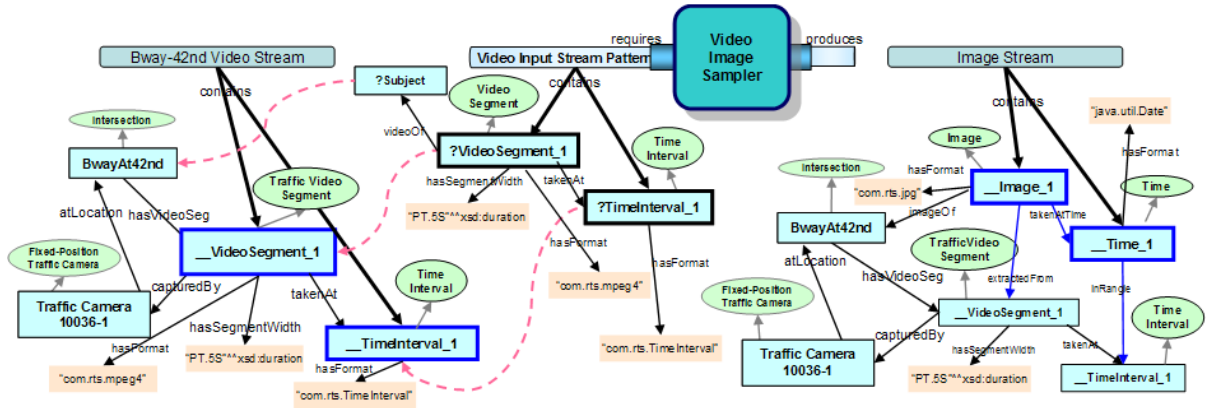 Bway-42nd Video Stream
contains
Intersection
BwayAt42nd
atLocation
hasVideoSeg
Traffic Video
Segment
__VideoSegment_1
Fixed-Position
Traffic Camera
Traffic Camera
10036-1
capturedBy
hasFormat
"com.rts.mpeg4"
hasSegmentWidth
"PT.5S"^^xsd:duration
takenAt
Time
Interval
__TimeInterval_1
hasFormat
"com.rts.TimeInterval"
requires
Video Input Stream Pattern
contains
Video
Image
Sampler
produces
?Subject
videoOf
Video
Segment
?VideoSegment_1
hasSegmentWidth
"PT.5S"^^xsd:duration
takenAt
Time
Interval
?TimeInterval_1
hasFormat
"com.rts.mpeg4"
hasFormat
"com.rts.TimeInterval"
Image Stream
contains
"java.util.Date"
hasFormat
Image
hasFormat
"com.rts.jpg"
__Image_1
imageOf
takenAtTime
Time
__Time_1
Intersection
BwayAt42nd
atLocation
hasVideoSeg
TrafficVideo
Segment
extractedFrom
inRange
__VideoSegment_1
Fixed-Position
Traffic Camera
Traffic Camera
10036-1
capturedBy
hasSegmentWidth
"PT.5S"^^xsd:duration
takenAt
Time
Interval
__TimeInterval_1